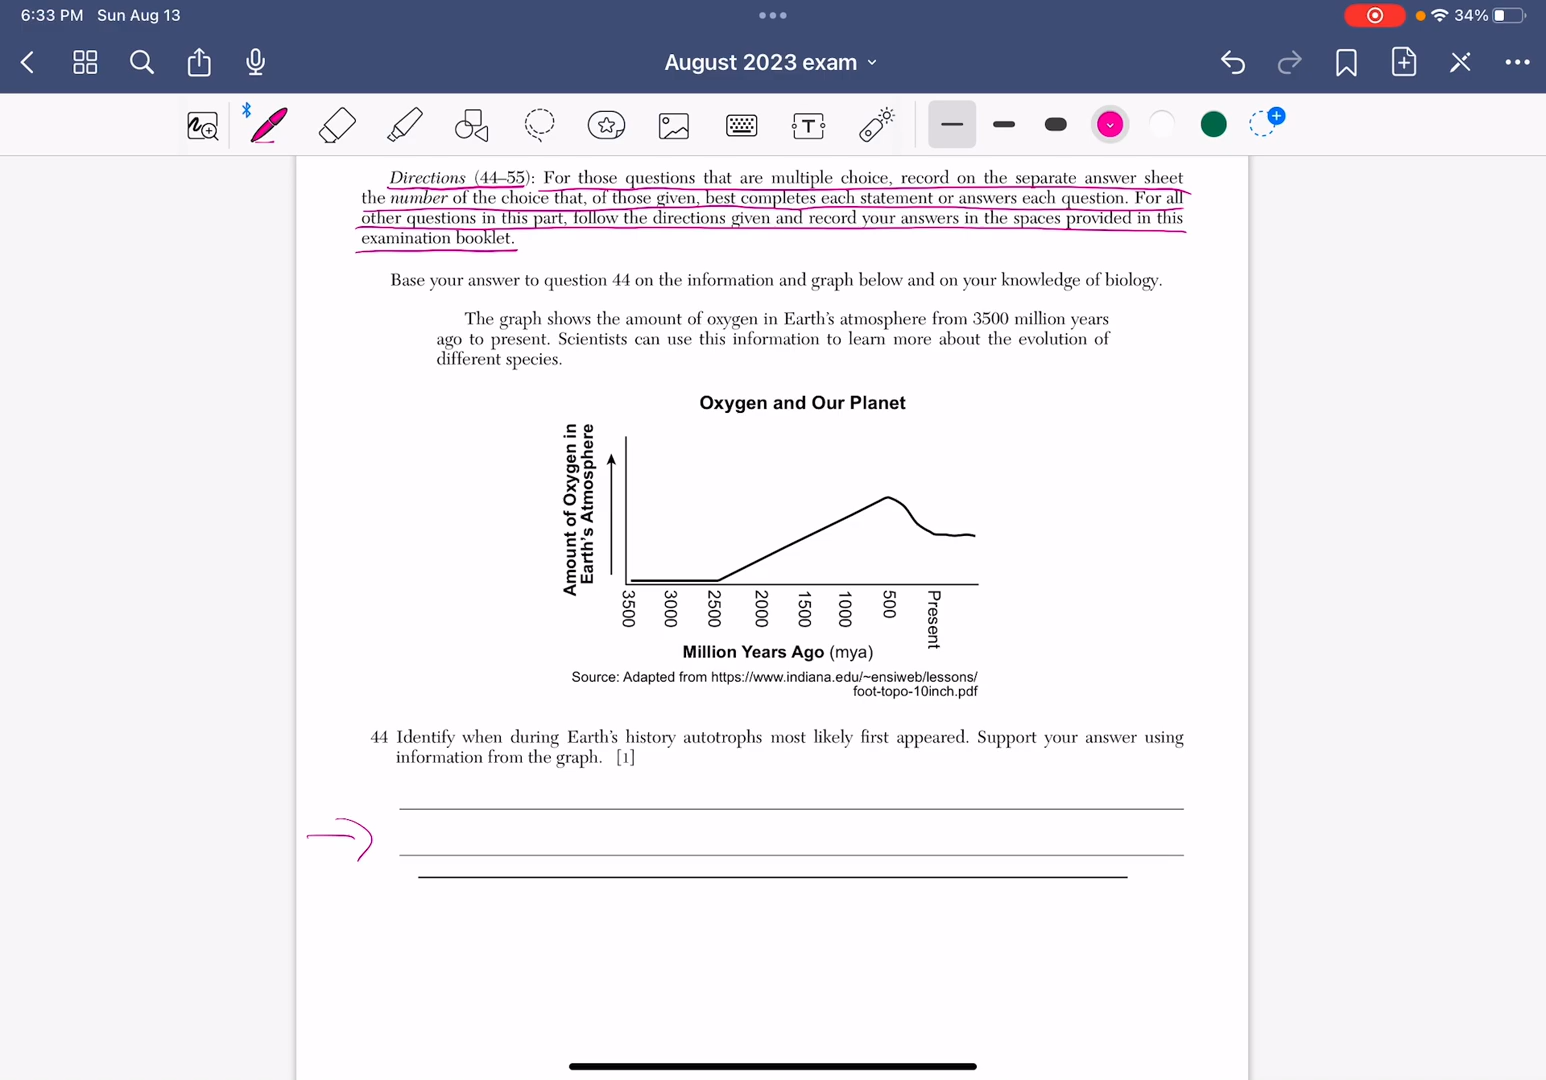 6:33 PM Sun Aug 13
34%
August 2023 exam
T
Directions (44–55): For those questions that are multiple choice, record on the separate answer sheet
the number of the choice that, of those given, best completes each statement or answers each question. For all
other questions in this part, follow the directions given and record your answers in the spaces provided in this
examination booklet.
Base your answer to question 44 on the information and graph below and on your knowledge of biology.
The graph shows the amount of oxygen in Earth’s atmosphere from 3500 million years
ago to present. Scientists can use this information to learn more about the evolution of
different species.
Oxygen and Our Planet
Amount of Oxygen in
Earth’s Atmosphere
3500 3000 2500 2000 1500 1000 500 Present
Million Years Ago (mya)
Source: Adapted from https://www.indiana.edu/~ensiweb/lessons/
foot-topo-10inch.pdf
44 Identify when during Earth’s history autotrophs most likely first appeared. Support your answer using
information from the graph. [1]